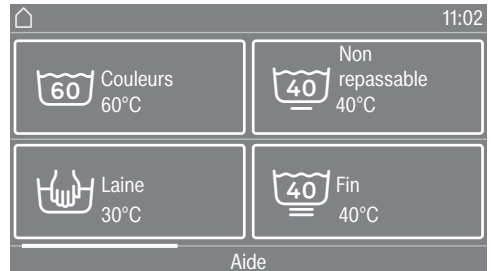 11:02
60
Couleurs
60°C
40
Non
repassable
40°C
Laine
30°C
40
Fin
40°C
Aide